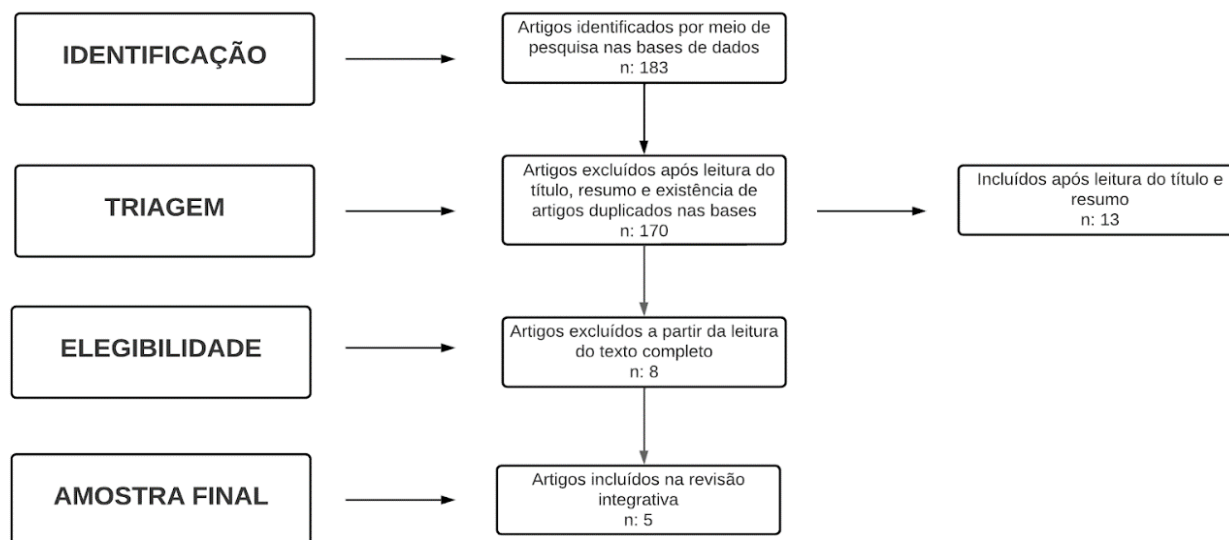 IDENTIFICAÇÃO
Artigos identificados por meio de
pesquisa nas bases de dados
n: 183
TRIAGEM
Artigos excluídos após leitura do
título, resumo e existência de
artigos duplicados nas bases
n: 170
Incluídos após leitura do título e
resumo
n: 13
ELEGIBILIDADE
Artigos excluídos a partir da leitura
do texto completo
n: 8
AMOSTRA FINAL
Artigos incluídos na revisão
integrativa
n: 5